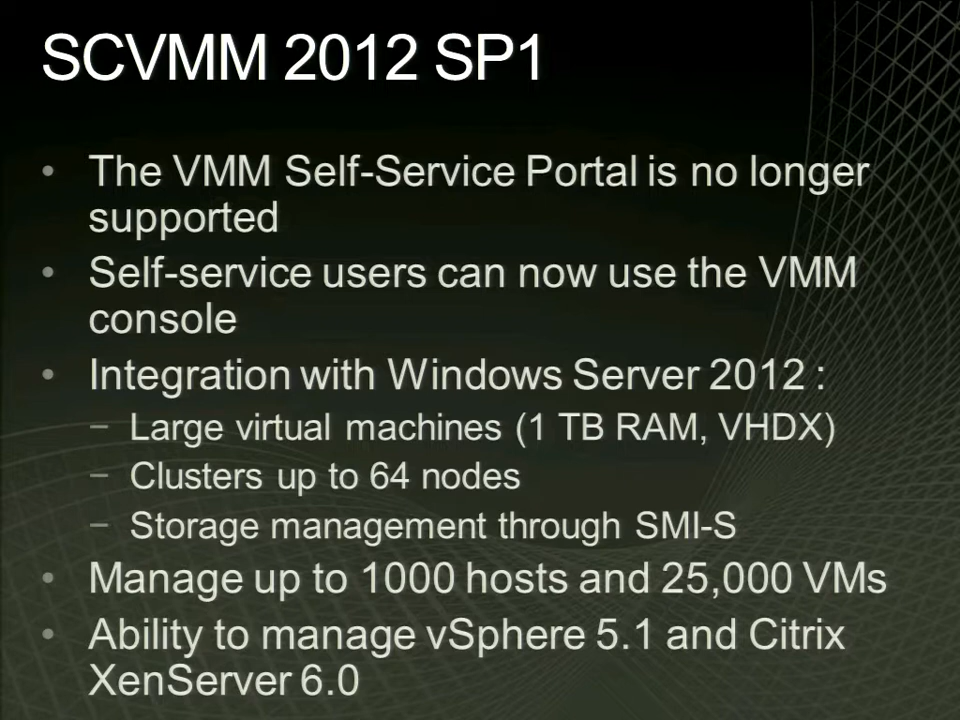 SCVMM 2012 SP1
• The VMM Self-Service Portal is no longer
supported
• Self-service users can now use the VMM
console
• Integration with Windows Server 2012 :
– Large virtual machines (1 TB RAM, VHDX)
– Clusters up to 64 nodes
– Storage management through SMI-S
• Manage up to 1000 hosts and 25,000 VMs
• Ability to manage vSphere 5.1 and Citrix
XenServer 6.0